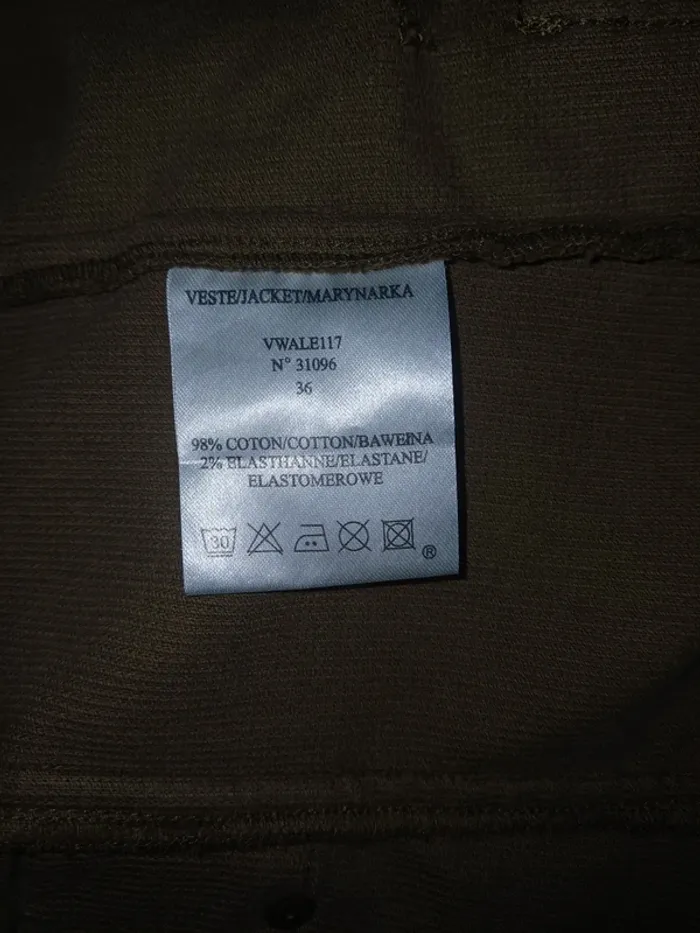 VESTE/JACKET/MARYNARKA
VWALE117
N° 31096
36
98% COTON/COTTON/BAWEŁNA
2% ELASTHANNE/ELASTANE/
ELASTOMEROWE
30
®